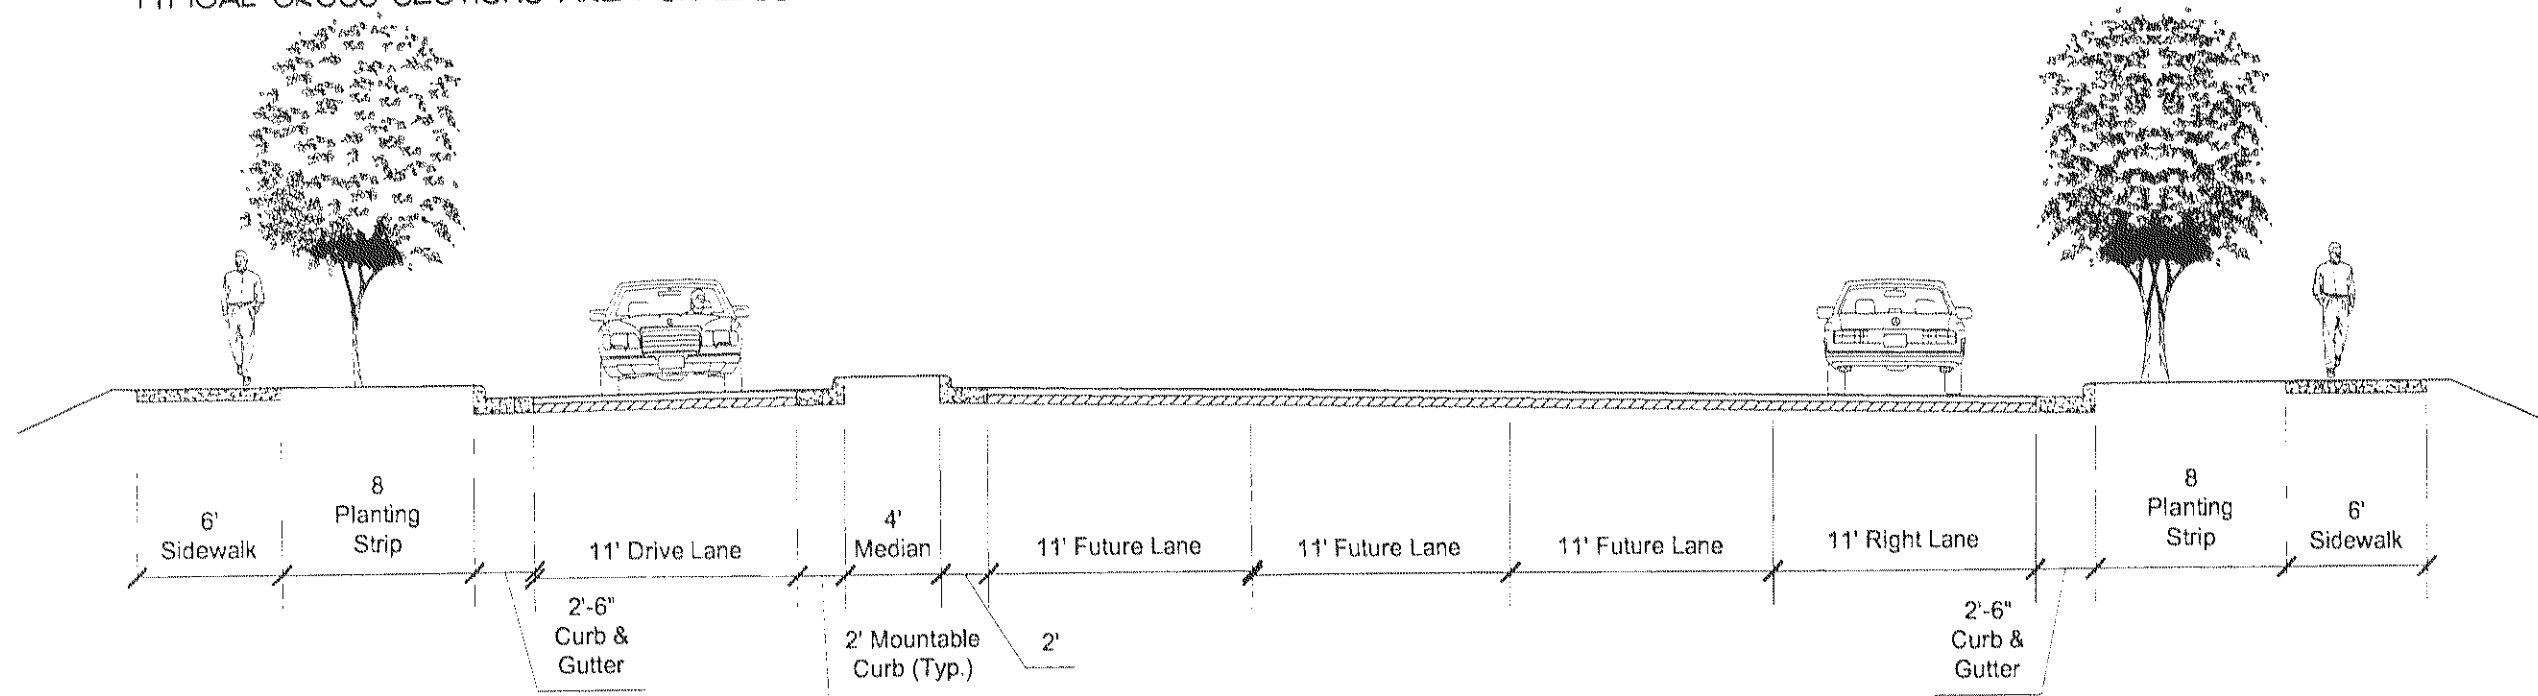 6'
Sidewalk
8
Planting
Strip
11' Drive Lane
4'
Median
11' Future Lane
11' Future Lane
11' Future Lane
11' Right Lane
8
Planting
Strip
6'
Sidewalk
2'-6"
Curb &
Gutter
2' Mountable
Curb (Typ.)
2'
2'-6"
Curb &
Gutter